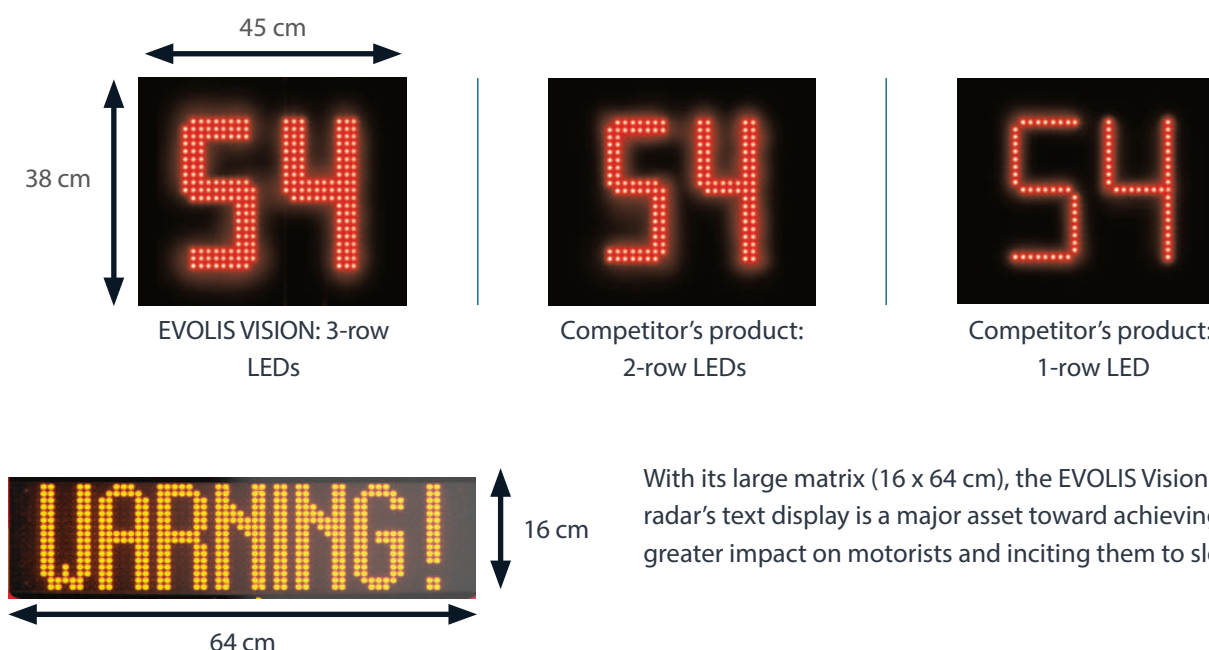 45 cm
38 cm
54
54
54
EVOLIS VISION: 3-row
LEDs
Competitor's product:
2-row LEDs
Competitor's product:
1-row LED
WARNING!
16 cm
64 cm
With its large matrix (16 x 64 cm), the EVOLIS Vision
radar's text display is a major asset toward achieving
greater impact on motorists and inciting them to